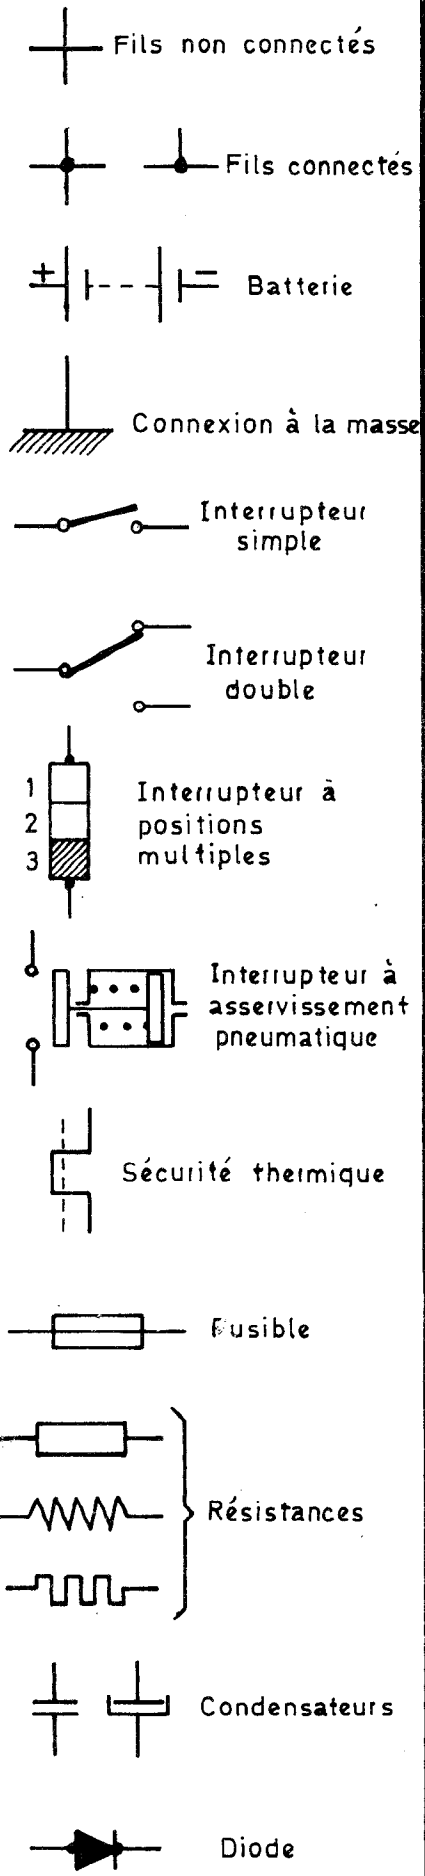 Fils non connectés
Fils connectés
+ − Batterie
Connexion à la masse
Interrupteur
simple
Interrupteur
double
1
2
3
Interrupteur à
positions
multiples
Interrupteur à
asservissement
pneumatique
Sécurité thermique
Fusible
Résistances
Condensateurs
Diode